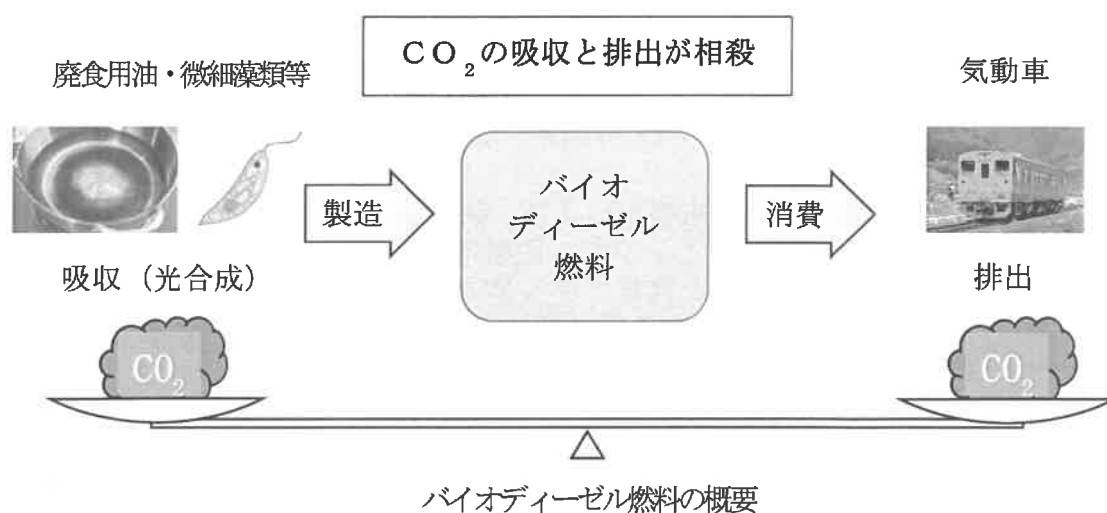 CO₂の吸収と排出が相殺
廃食用油・微細藻類等
気動車
製造
バイオ
ディーゼル
燃料
消費
吸収（光合成）
排出
CO₂
CO₂
バイオディーゼル燃料の概要